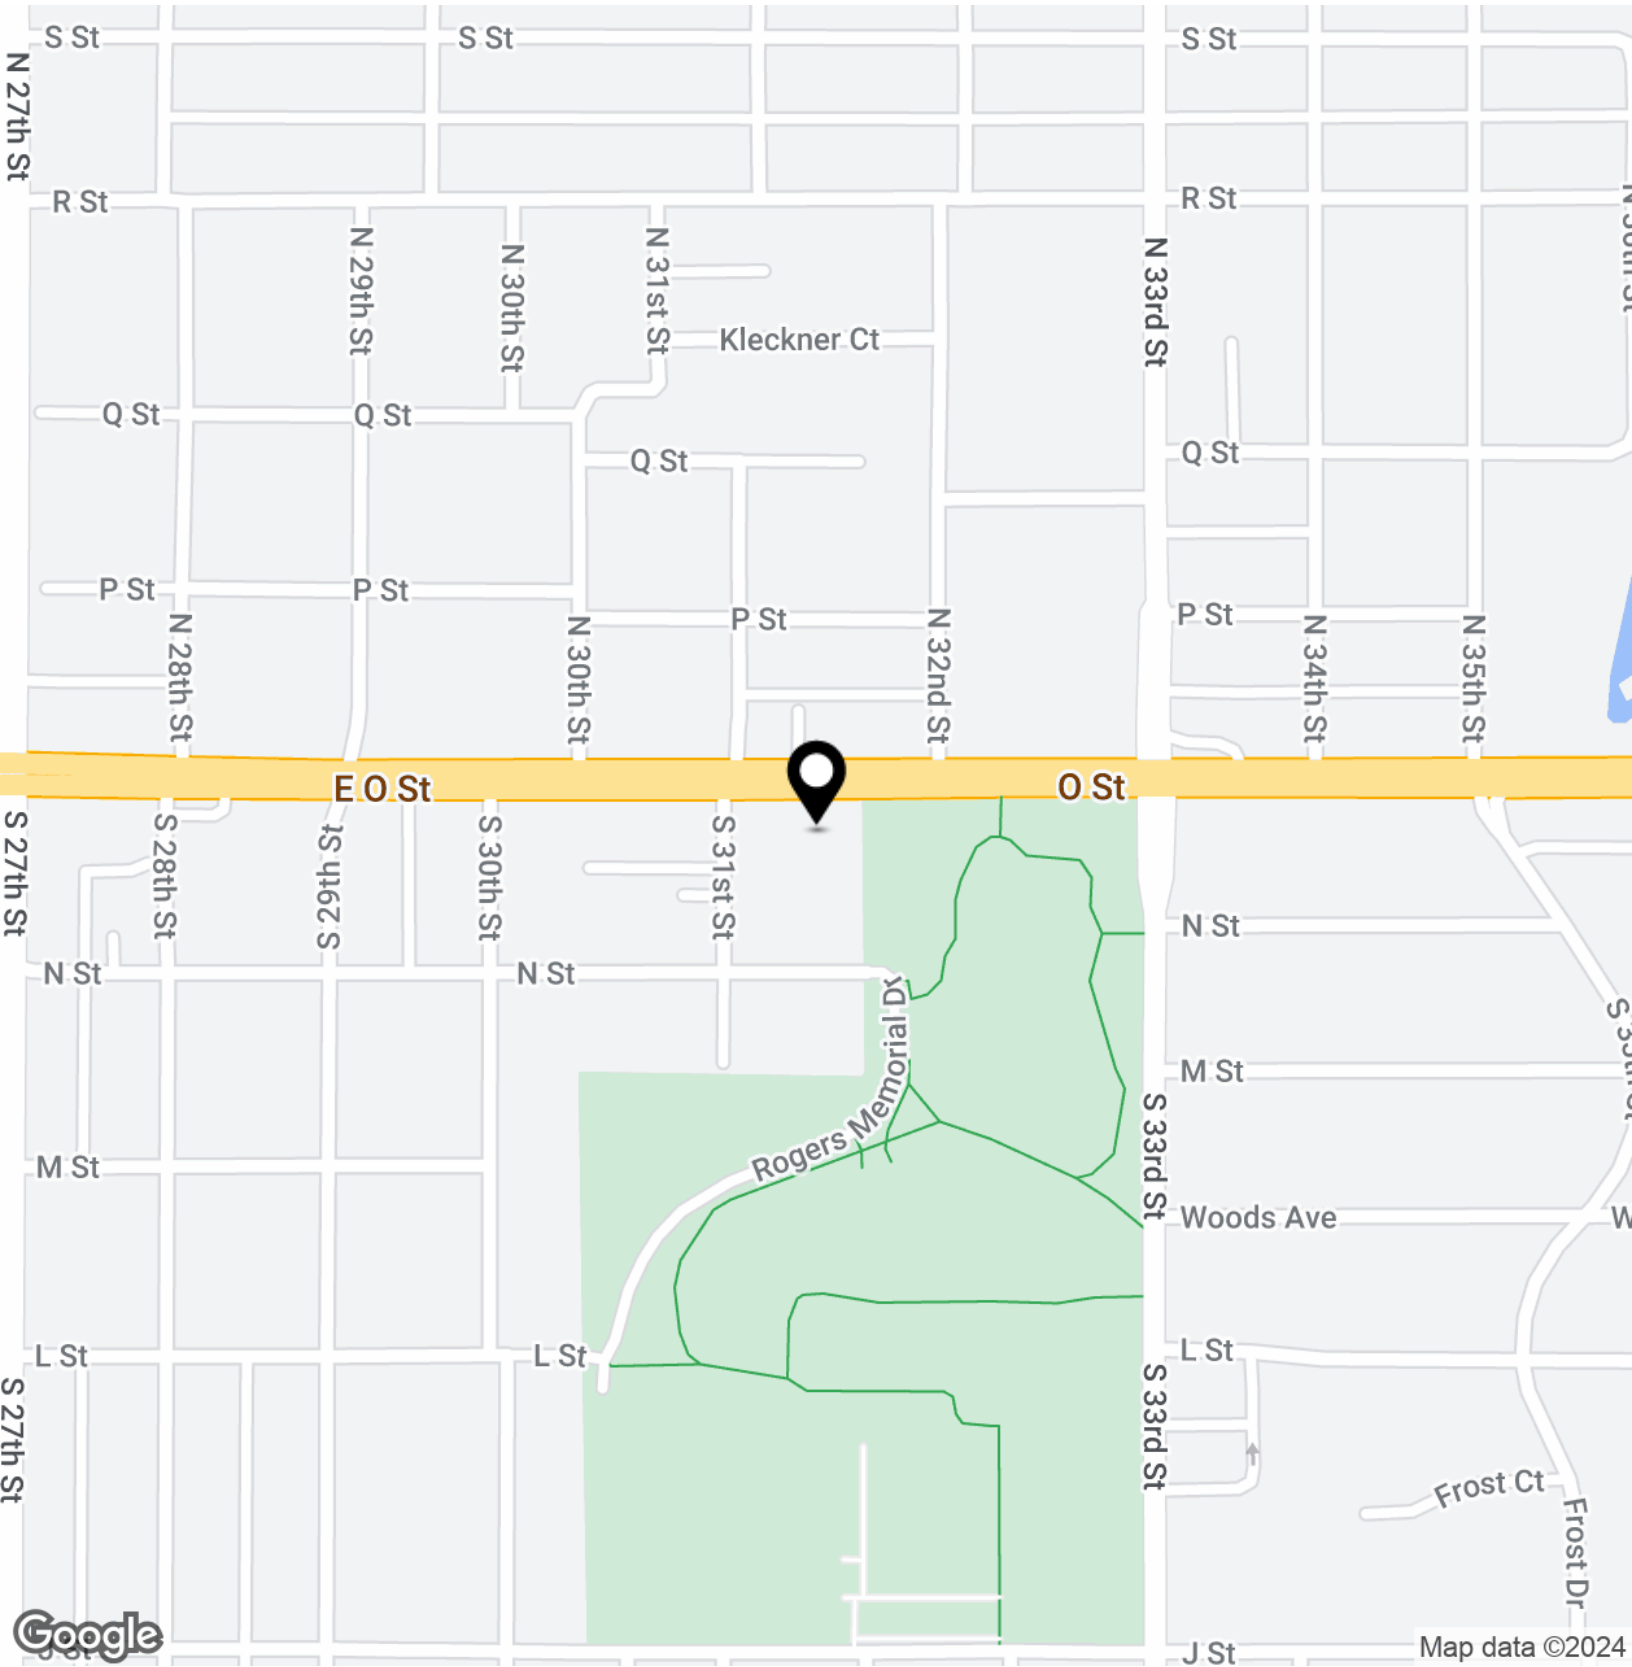 S St
S St
S St
N 27th St
R St
R St
N 29th St
N 30th St
N 31st St
N 33rd St
Kleckner Ct
Q St
Q St
Q St
Q St
P St
P St
P St
P St
N 28th St
N 30th St
N 32nd St
N 34th St
N 35th St
E O St
O St
S 27th St
S 28th St
S 29th St
S 30th St
S 31st St
N St
N St
N St
Rogers Memorial Dr
M St
M St
S 33rd St
Woods Ave
W
L St
L St
L St
S 27th St
S 33rd St
Frost Ct
Frost Dr
Google
J St
Map data ©2024